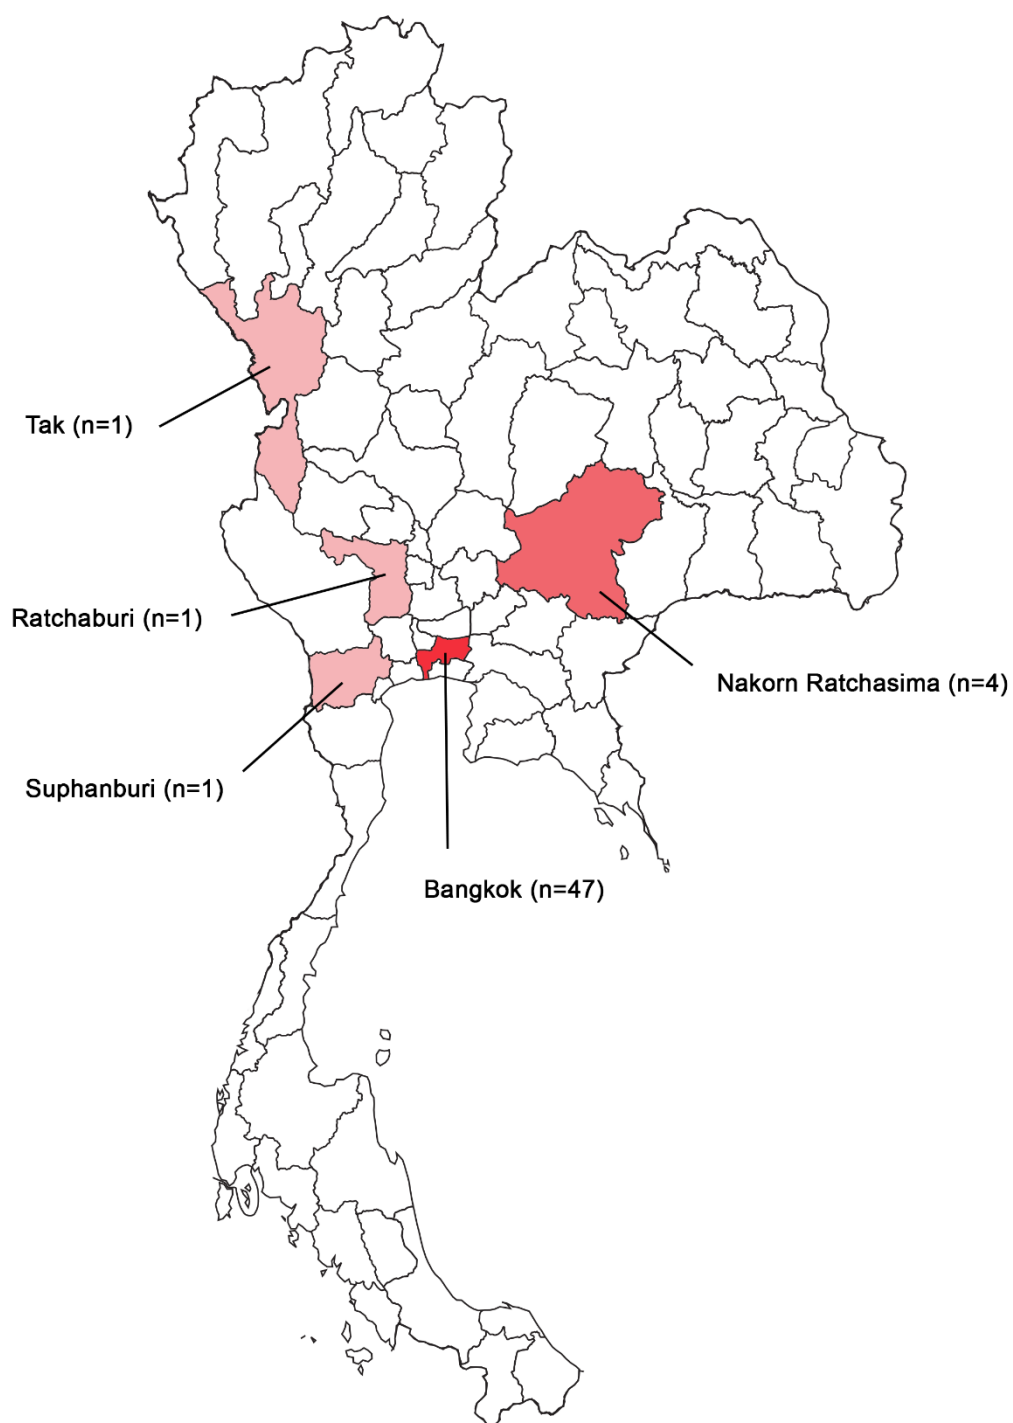 Tak (n=1)
Ratchaburi (n=1)
Nakorn Ratchasima (n=4)
Suphanburi (n=1)
Bangkok (n=47)